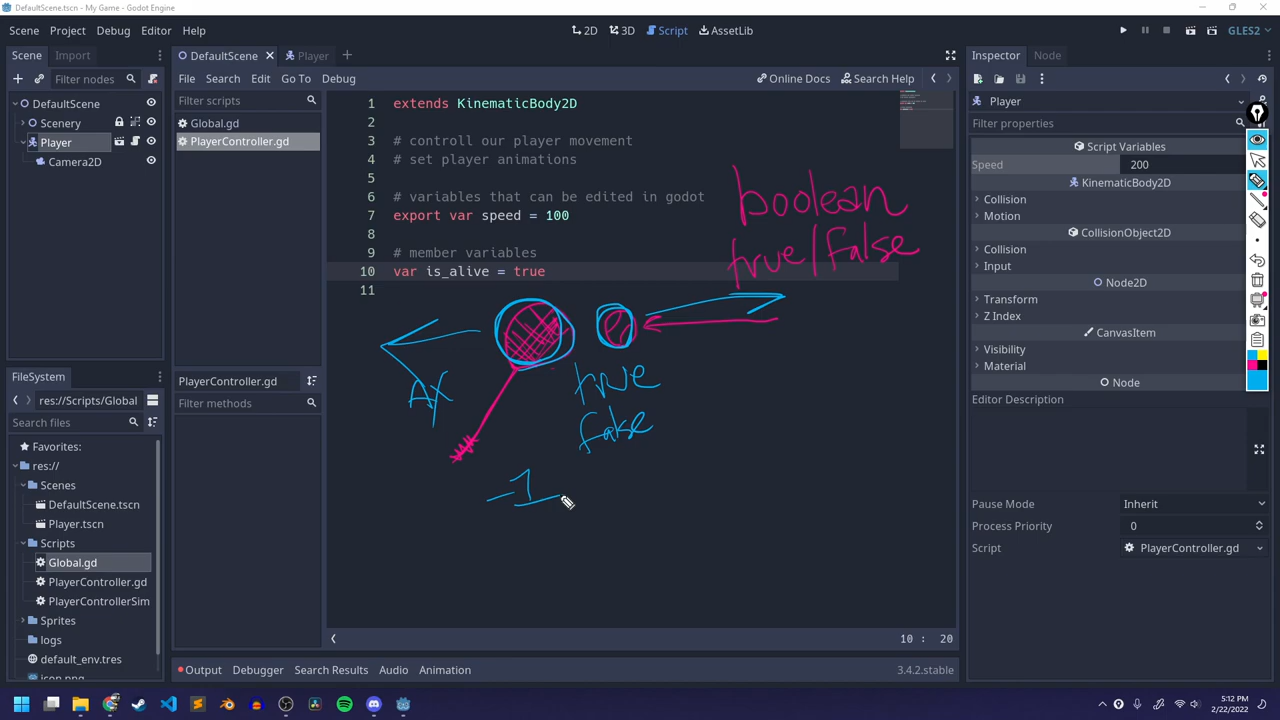 DefaultScene.tscn - My Game - Godot Engine
Scene Project Debug Editor Help
2D 3D Script AssetLib
GLES2
Scene Import
Filter nodes
DefaultScene
Scenery
Player
Camera2D
FileSystem
res://Scripts/Global
Search files
Favorites:
res://
Scenes
DefaultScene.tscn
Player.tscn
Scripts
Global.gd
PlayerController.gd
PlayerControllerSim
Sprites
logs
default_env.tres
icon.png
DefaultScene Player
File Search Edit Go To Debug
Online Docs Search Help
Filter scripts
Global.gd
PlayerController.gd
PlayerController.gd
Filter methods
1 extends KinematicBody2D
2
3 # controll our player movement
4 # set player animations
5
6 # variables that can be edited in godot
7 export var speed = 100
8
9 # member variables
10 var is_alive = true
11
boolean
true/false
AX
true
false
-1
10 : 20
Output Debugger Search Results Audio Animation
3.4.2.stable
Inspector Node
Player
Filter properties
Script Variables
Speed 200
KinematicBody2D
Collision
Motion
CollisionObject2D
Collision
Input
Node2D
Transform
Z Index
CanvasItem
Visibility
Material
Node
Editor Description
Pause Mode Inherit
Process Priority 0
Script PlayerController.gd
5:12 PM
2/22/2022